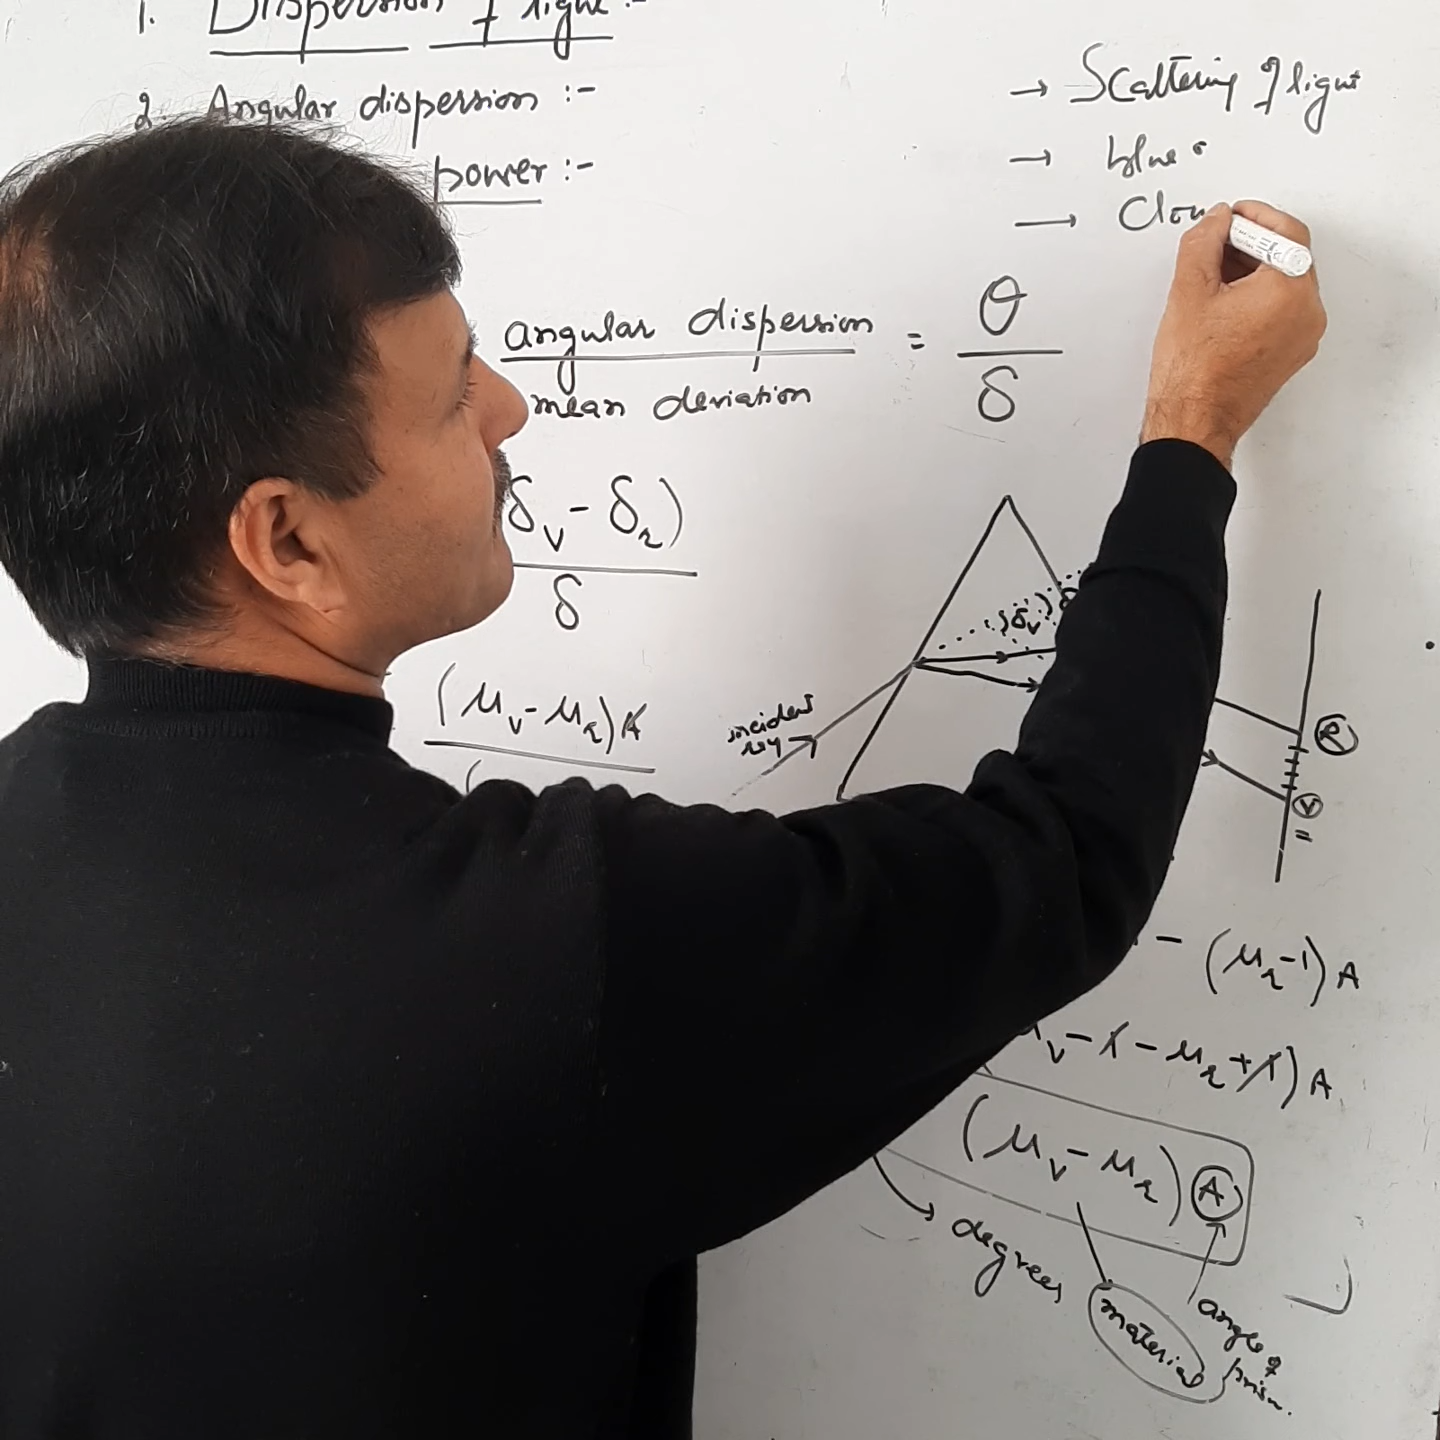 1. Dispersion of light :-
2. Angular dispersion :-
power :-
→ Scattering of light
→ blue
→ Clou
angular dispersion = θ
mean deviation δ
δv - δr)
δ
(μv - μr)A
(
incident
ray
δv
δ
R
V
=
- (μr - 1) A
μv - 1 - μr + 1) A
(μv - μr) A
degrees
material
angle of
prism.